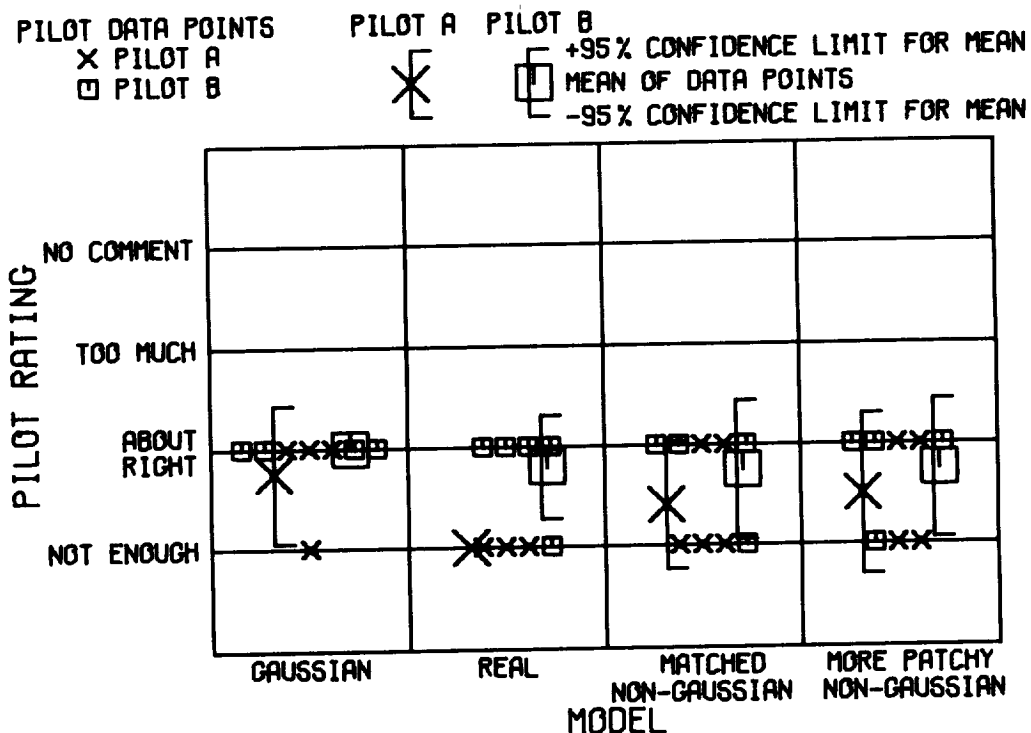 PILOT DATA POINTS
PILOT A
PILOT B
PILOT A PILOT B
+95% CONFIDENCE LIMIT FOR MEAN
MEAN OF DATA POINTS
-95% CONFIDENCE LIMIT FOR MEAN
PILOT RATING
NO COMMENT
TOO MUCH
ABOUT
RIGHT
NOT ENOUGH
GAUSSIAN
REAL
MATCHED
NON-GAUSSIAN
MORE PATCHY
NON-GAUSSIAN
MODEL